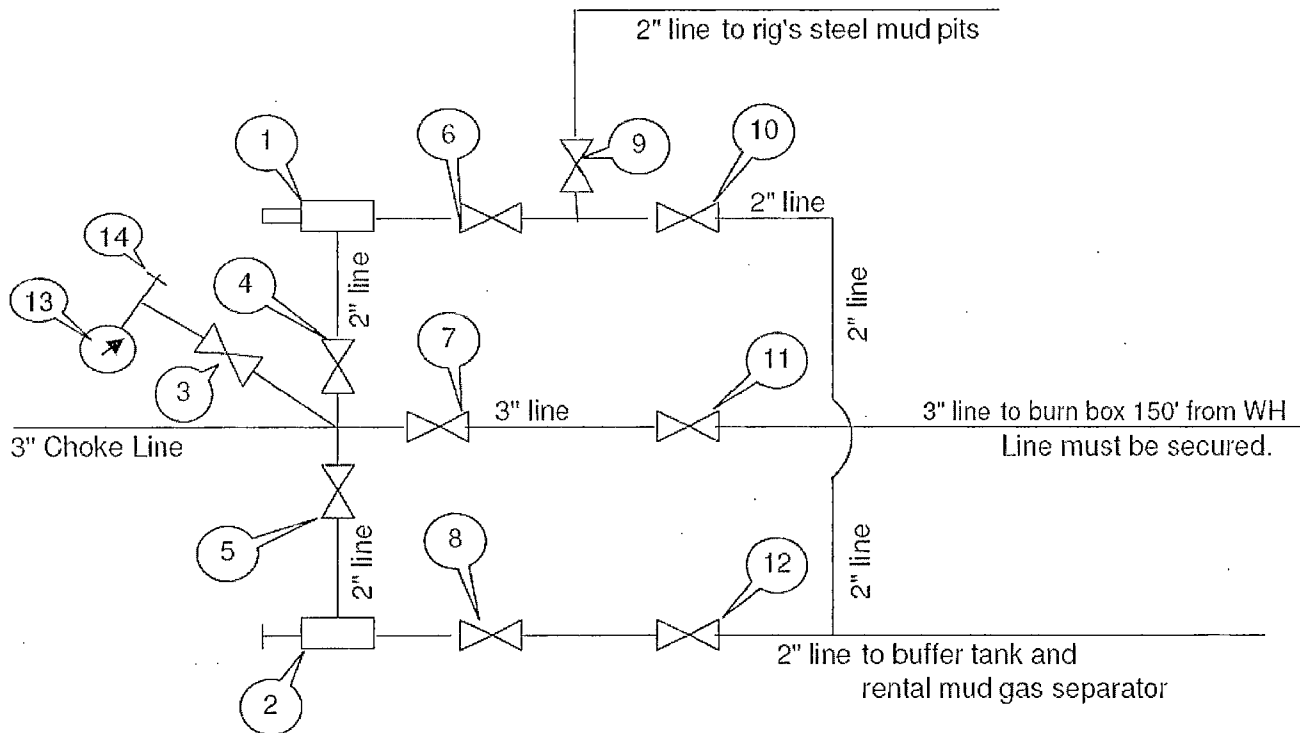 2" line to rig's steel mud pits
1
6
9
10
2" line
14
13
4
2" line
2" line
3
7
11
3" line
3" line to burn box 150' from WH
3" Choke Line
Line must be secured.
5
2" line
8
12
2" line
2
2" line to buffer tank and
rental mud gas separator